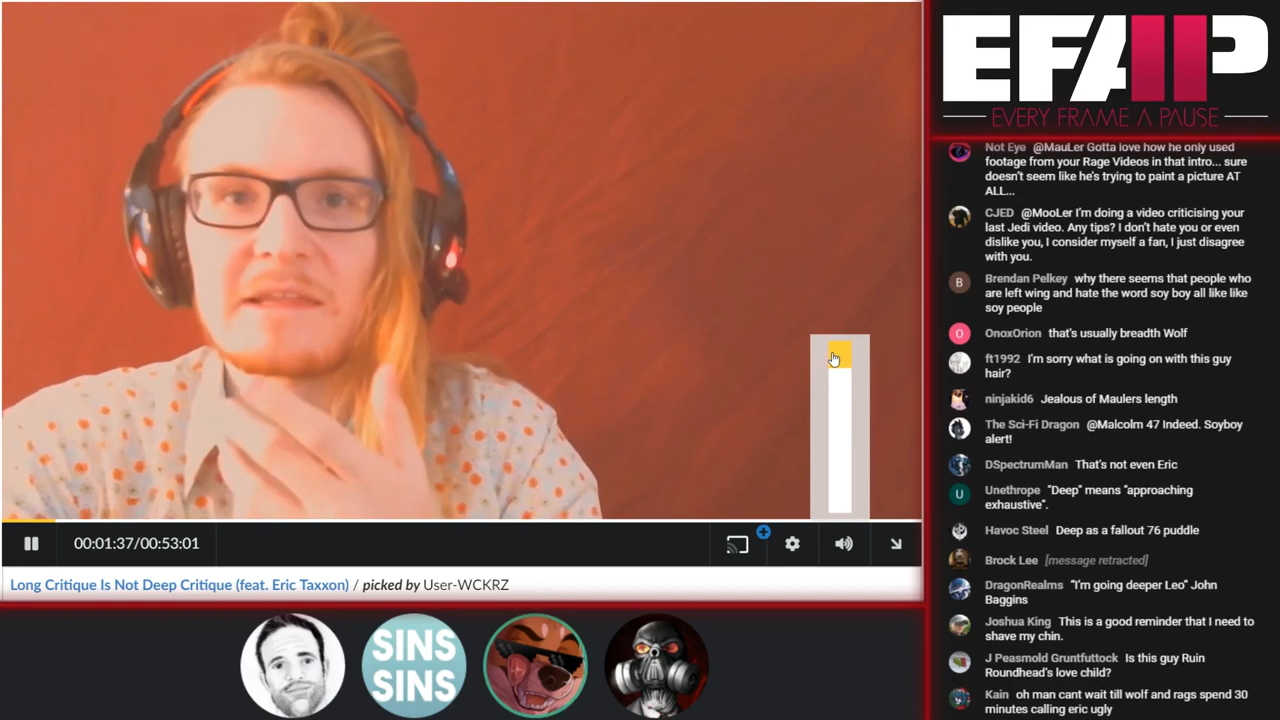 EFAP
EVERY FRAME A PAUSE
Not Eye @MauLer Gotta love how he only used
footage from your Rage Videos in that intro... sure
doesn't seem like he's trying to paint a picture AT
ALL...
CJED @MooLer I'm doing a video criticising your
last Jedi video. Any tips? I don't hate you or even
dislike you, I consider myself a fan, I just disagree
with you.
B
Brendan Pelkey why there seems that people who
are left wing and hate the word soy boy all like like
soy people
O
OnoxOrion that's usually breadth Wolf
ft1992 I'm sorry what is going on with this guy
hair?
ninjakid6 Jealous of Maulers length
The Sci-Fi Dragon @Malcolm 47 Indeed. Soyboy
alert!
DSpectrumMan That's not even Eric
U
Unethrope "Deep" means "approaching
exhaustive".
Havoc Steel Deep as a fallout 76 puddle
Brock Lee [message retracted]
DragonRealms "I'm going deeper Leo" John
Baggins
Joshua King This is a good reminder that I need to
shave my chin.
J Peasmold Gruntfuttock Is this guy Ruin
Roundhead's love child?
Kain oh man cant wait till wolf and rags spend 30
minutes calling eric ugly
00:01:37/00:53:01
Long Critique Is Not Deep Critique (feat. Eric Taxxon) / picked by User-WCKRZ
SINS
SINS